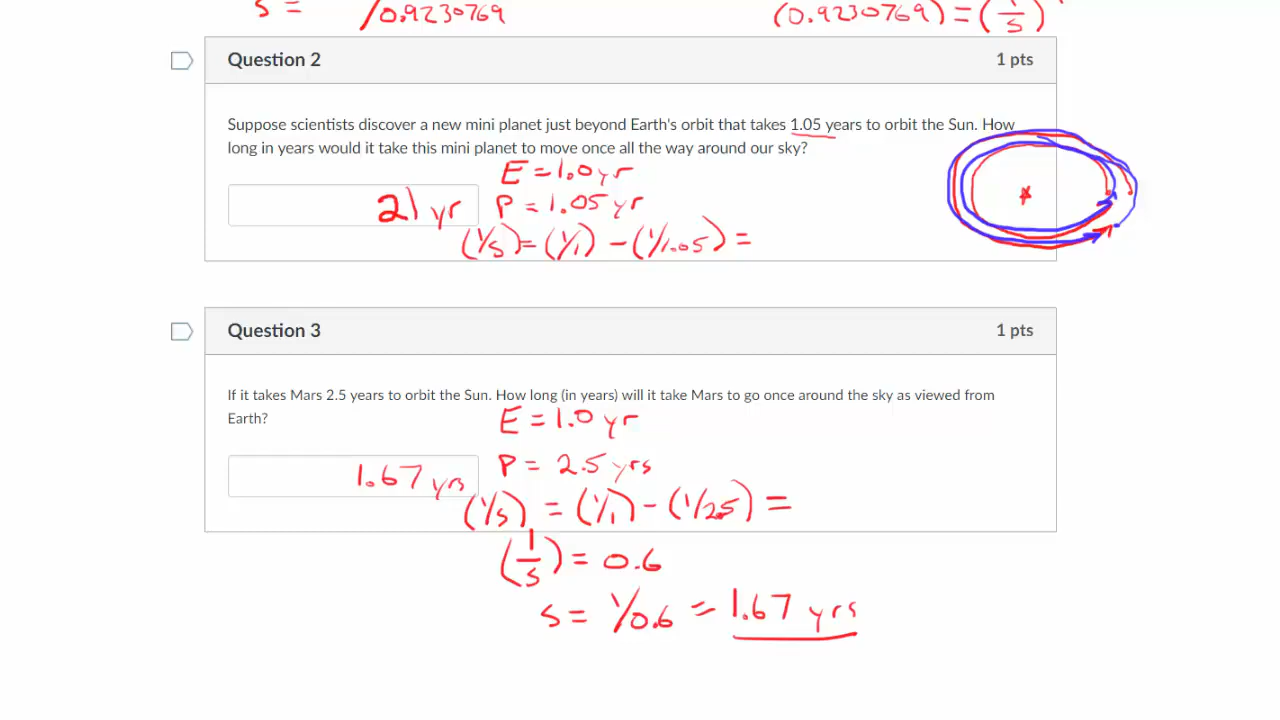 s = /0.9230769
(0.9230769) = (1/s)
Question 2
1 pts
Suppose scientists discover a new mini planet just beyond Earth's orbit that takes 1.05 years to orbit the Sun. How
long in years would it take this mini planet to move once all the way around our sky?
E = 1.0 yr
21 yr
P = 1.05 yr
(1/s) = (1/1) - (1/1.05) =
Question 3
1 pts
If it takes Mars 2.5 years to orbit the Sun. How long (in years) will it take Mars to go once around the sky as viewed from
Earth?
E = 1.0 yr
1.67 yrs
P = 2.5 yrs
(1/s) = (1/1) - (1/2.5) =
(1/s) = 0.6
s = 1/0.6 = 1.67 yrs